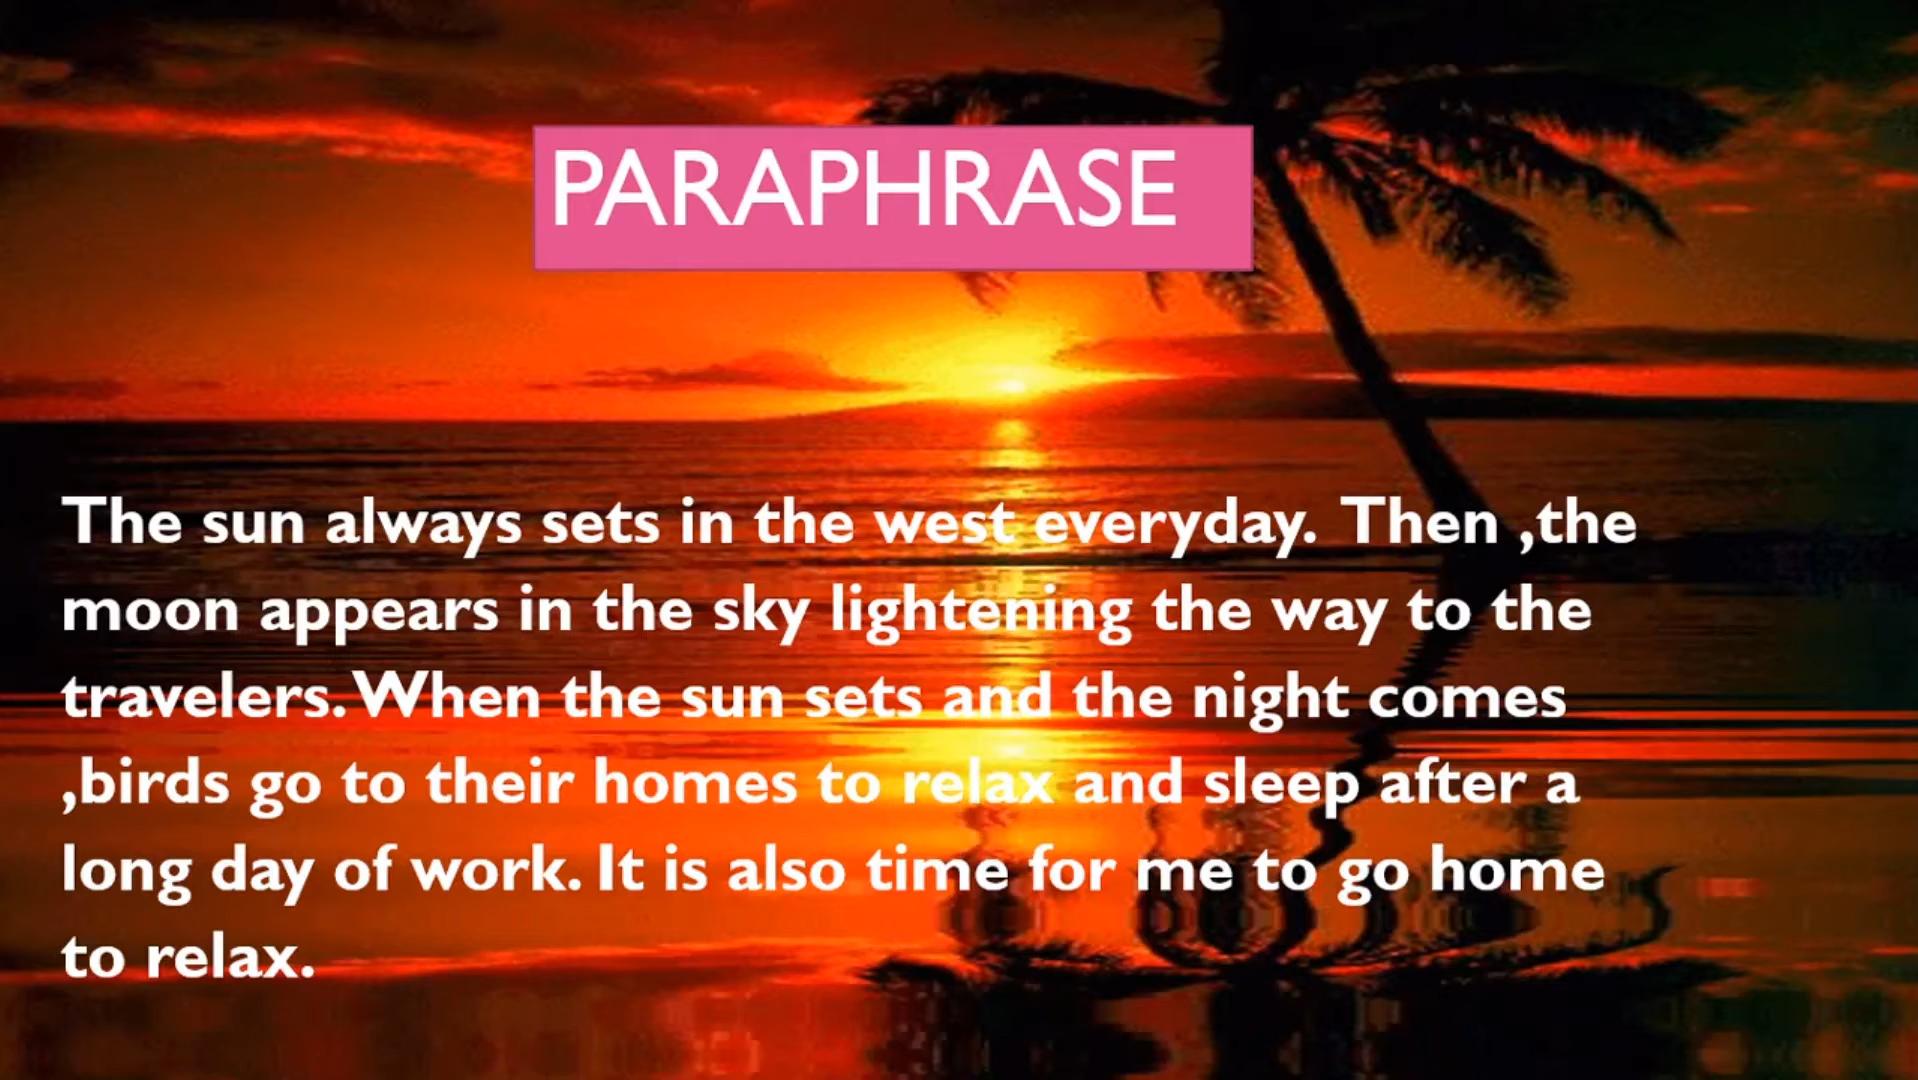 PARAPHRASE
The sun always sets in the west everyday. Then ,the
moon appears in the sky lightening the way to the
travelers. When the sun sets and the night comes
,birds go to their homes to relax and sleep after a
long day of work. It is also time for me to go home
to relax.